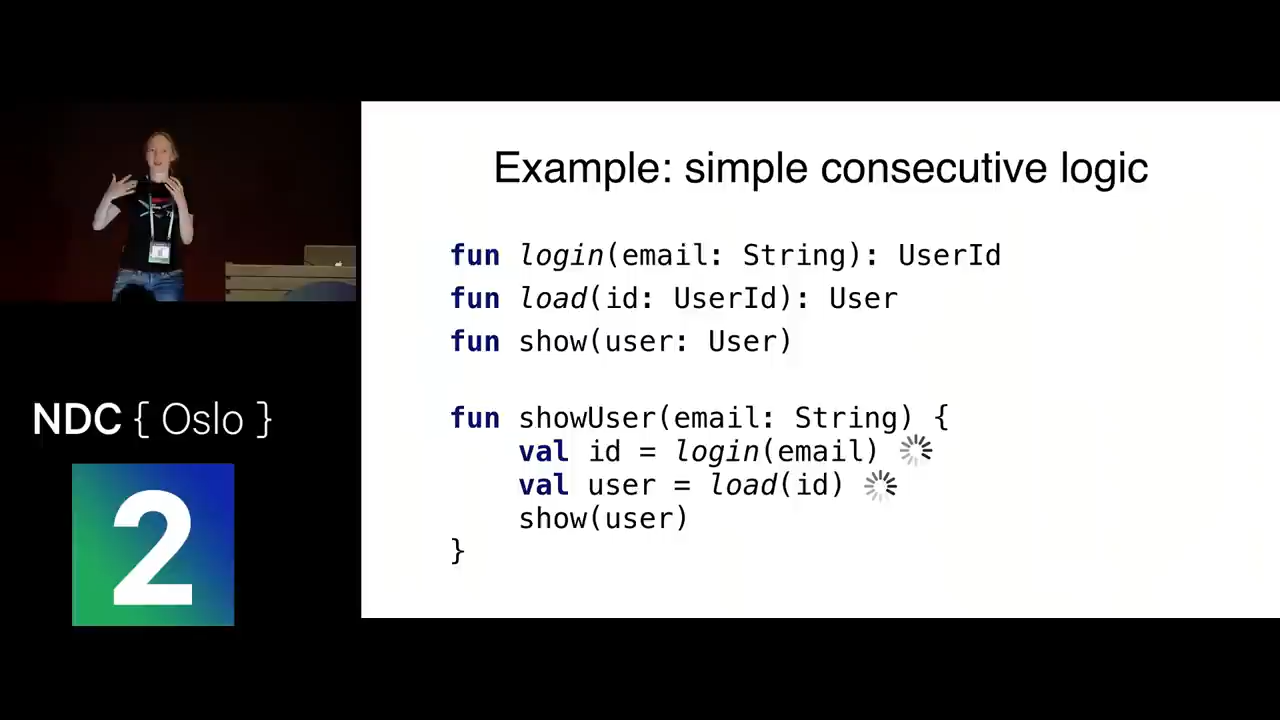 Example: simple consecutive logic
fun login(email: String): UserId
fun load(id: UserId): User
fun show(user: User)
fun showUser(email: String) {
val id = login(email)
val user = load(id)
show(user)
}
NDC { Oslo }
2